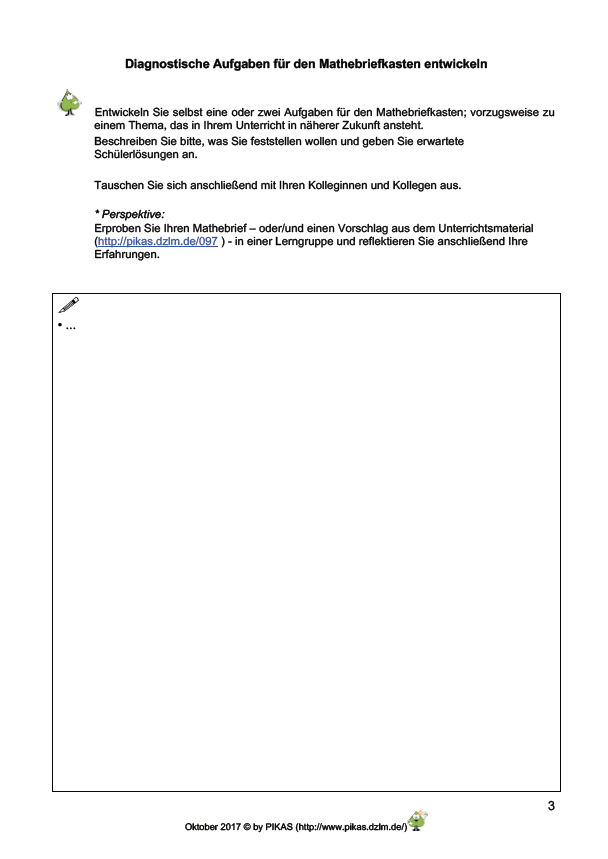 Diagnostische Aufgaben für den Mathebriefkasten entwickeln
Entwickeln Sie selbst eine oder zwei Aufgaben für den Mathebriefkasten; vorzugsweise zu
einem Thema, das in Ihrem Unterricht in näherer Zukunft ansteht.
Beschreiben Sie bitte, was Sie feststellen wollen und geben Sie erwartete
Schülerlösungen an.
Tauschen Sie sich anschließend mit Ihren Kolleginnen und Kollegen aus.
* Perspektive:
Erproben Sie Ihren Mathebrief – oder/und einen Vorschlag aus dem Unterrichtsmaterial
(http://pikas.dzlm.de/097 ) - in einer Lerngruppe und reflektieren Sie anschließend Ihre
Erfahrungen.
• ...
3
Oktober 2017 © by PIKAS (http://www.pikas.dzlm.de/)